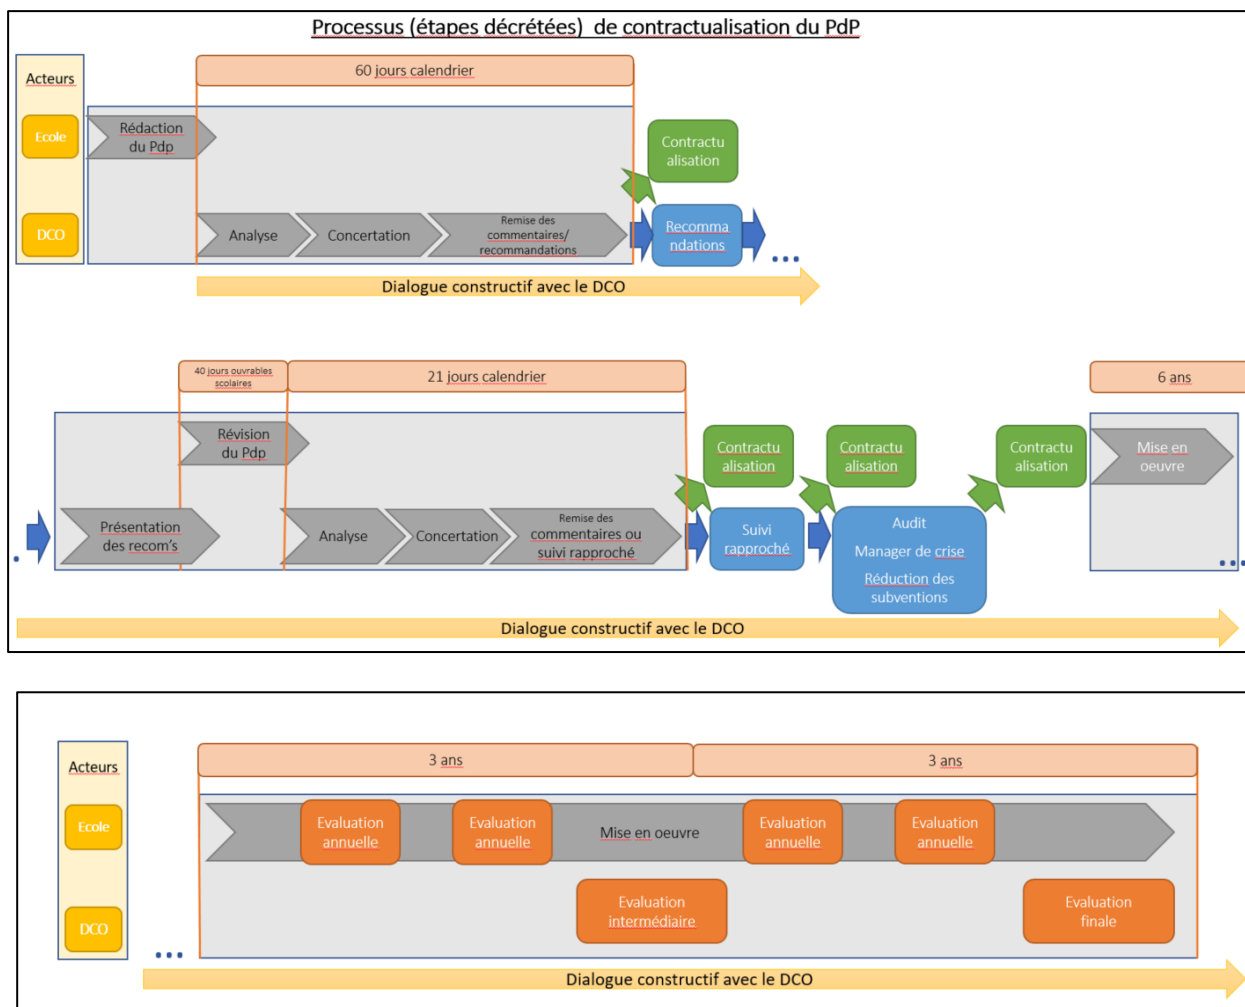 Processus (étapes décrétées)  de contractualisation du PdP
Acteurs
60 jours calendrier
Ecole
Rédaction
du Pdp
Contractu
alisation
DCO
Analyse
Concertation
Remise des
commentaires/
recommandations
Recomma
ndations
...
Dialogue constructif avec le DCO
40 jours ouvrables
scolaires
21 jours calendrier
6 ans
Révision
du Pdp
Contractu
alisation
Contractu
alisation
Contractu
alisation
Mise en
oeuvre
.
Présentation
des recom's
Analyse
Concertation
Remise des
commentaires ou
suivi rapproché
Suivi
rapproché
Audit
Manager de crise
Réduction des
subventions
...
Dialogue constructif avec le DCO
Acteurs
3 ans
3 ans
Ecole
Evaluation
annuelle
Evaluation
annuelle
Mise en oeuvre
Evaluation
annuelle
Evaluation
annuelle
DCO
Evaluation
intermédiaire
Evaluation
finale
...
Dialogue constructif avec le DCO